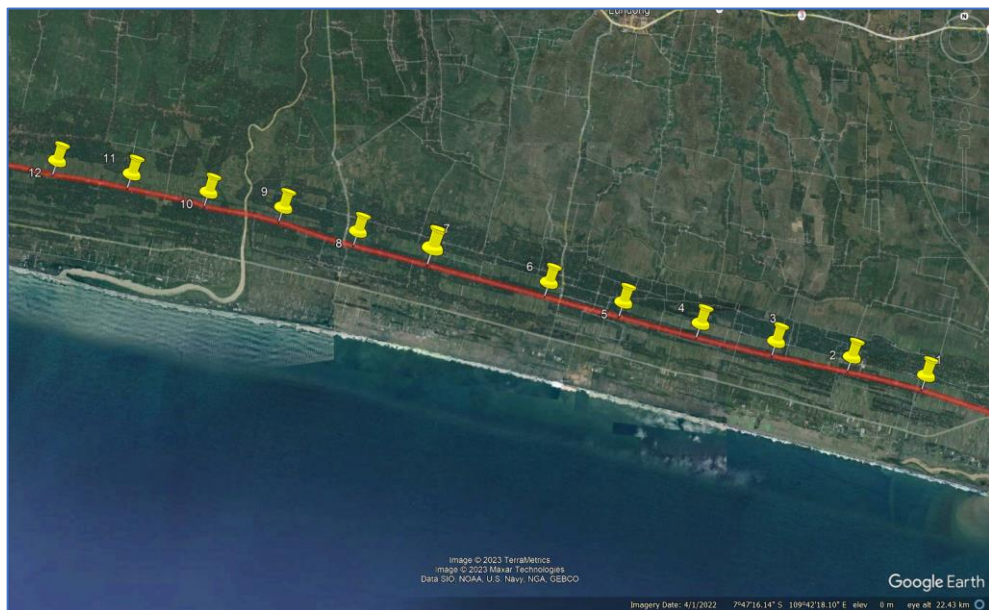 N
3
11
12
10
9
7
8
6
5
4
3
2
1
Image © 2023 TerraMetrics
Image © 2023 Maxar Technologies
Data SIO, NOAA, U.S. Navy, NGA, GEBCO
Google Earth
Imagery Date: 4/1/2022 7°47'16.14" S 109°42'18.10" E elev 0 m eye alt 22.43 km